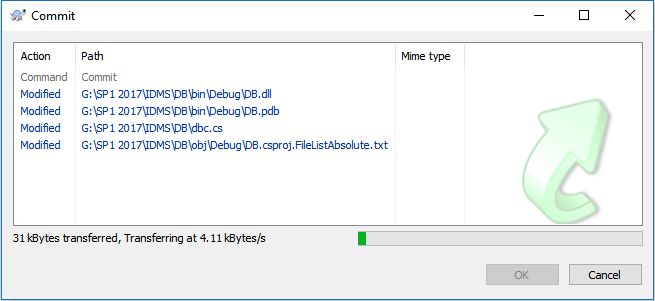 Commit
Action Path Mime type
Command Commit
Modified G:\SP1 2017\IDMS\DB\bin\Debug\DB.dll
Modified G:\SP1 2017\IDMS\DB\bin\Debug\DB.pdb
Modified G:\SP1 2017\IDMS\DB\dbc.cs
Modified G:\SP1 2017\IDMS\DB\obj\Debug\DB.csproj.FileListAbsolute.txt
31 kBytes transferred, Transferring at 4.11 kBytes/s
OK Cancel